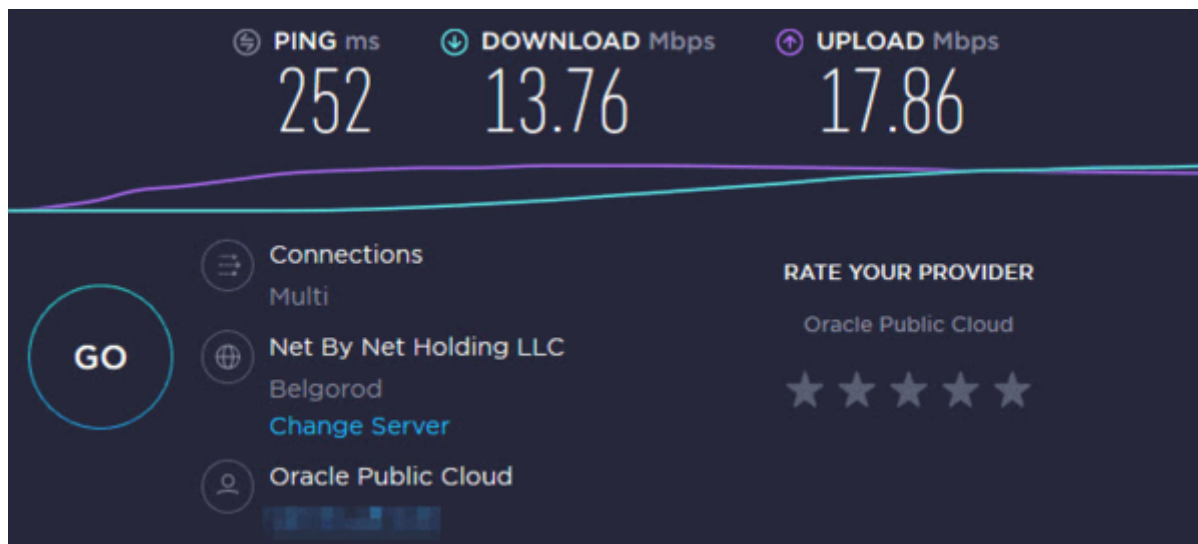 PING ms
DOWNLOAD Mbps
UPLOAD Mbps
252
13.76
17.86
Connections
Multi
Net By Net Holding LLC
Belgorod
Change Server
Oracle Public Cloud
GO
RATE YOUR PROVIDER
Oracle Public Cloud